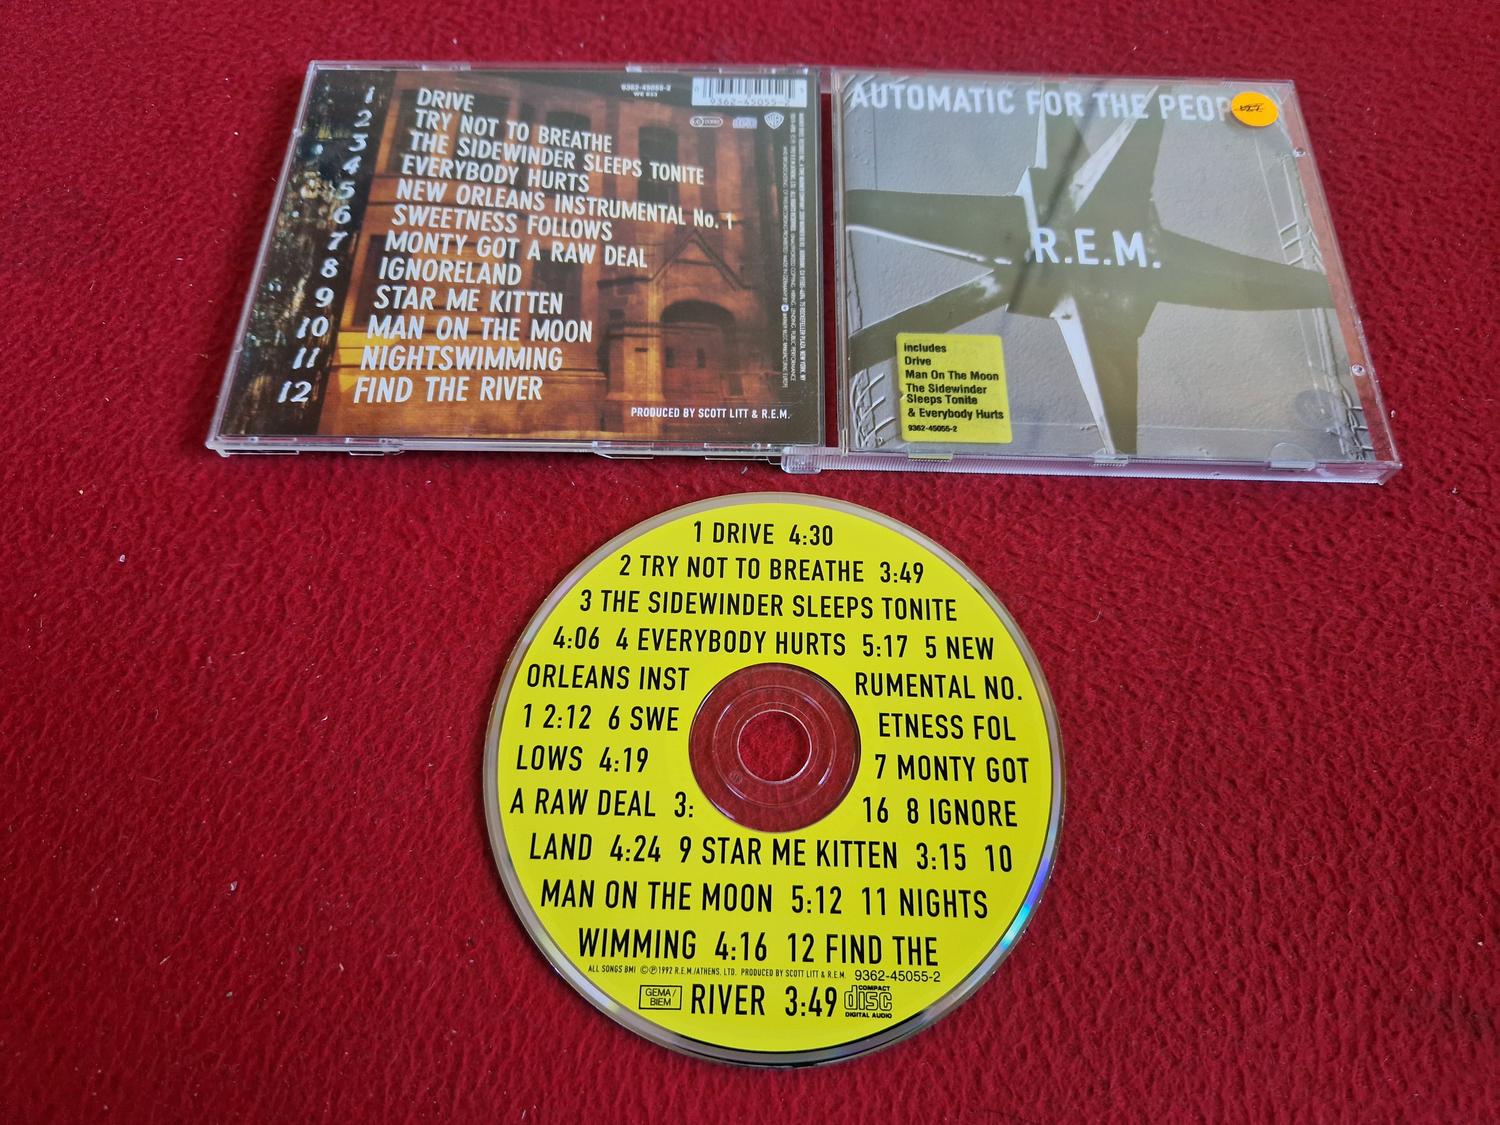 1 DRIVE
2 TRY NOT TO BREATHE
3 THE SIDEWINDER SLEEPS TONITE
4 EVERYBODY HURTS
5 NEW ORLEANS INSTRUMENTAL No. 1
6 SWEETNESS FOLLOWS
7 MONTY GOT A RAW DEAL
8 IGNORELAND
9 STAR ME KITTEN
10 MAN ON THE MOON
11 NIGHTSWIMMING
12 FIND THE RIVER
PRODUCED BY SCOTT LITT & R.E.M.
9362-45055-2
WE 833
9362-45055-2
AUTOMATIC FOR THE PEOP
R.E.M.
includes
Drive
Man On The Moon
The Sidewinder
Sleeps Tonite
& Everybody Hurts
9362-45055-2
1 DRIVE 4:30
2 TRY NOT TO BREATHE 3:49
3 THE SIDEWINDER SLEEPS TONITE
4:06 4 EVERYBODY HURTS 5:17 5 NEW
ORLEANS INST RUMENTAL NO.
1 2:12 6 SWE ETNESS FOL
LOWS 4:19 7 MONTY GOT
A RAW DEAL 3: 16 8 IGNORE
LAND 4:24 9 STAR ME KITTEN 3:15 10
MAN ON THE MOON 5:12 11 NIGHTS
WIMMING 4:16 12 FIND THE
ALL SONGS BMI ©℗1992 R.E.M./ATHENS, LTD. PRODUCED BY SCOTT LITT & R.E.M. 9362-45055-2
GEMA/
BIEM
RIVER 3:49
COMPACT
disc
DIGITAL AUDIO